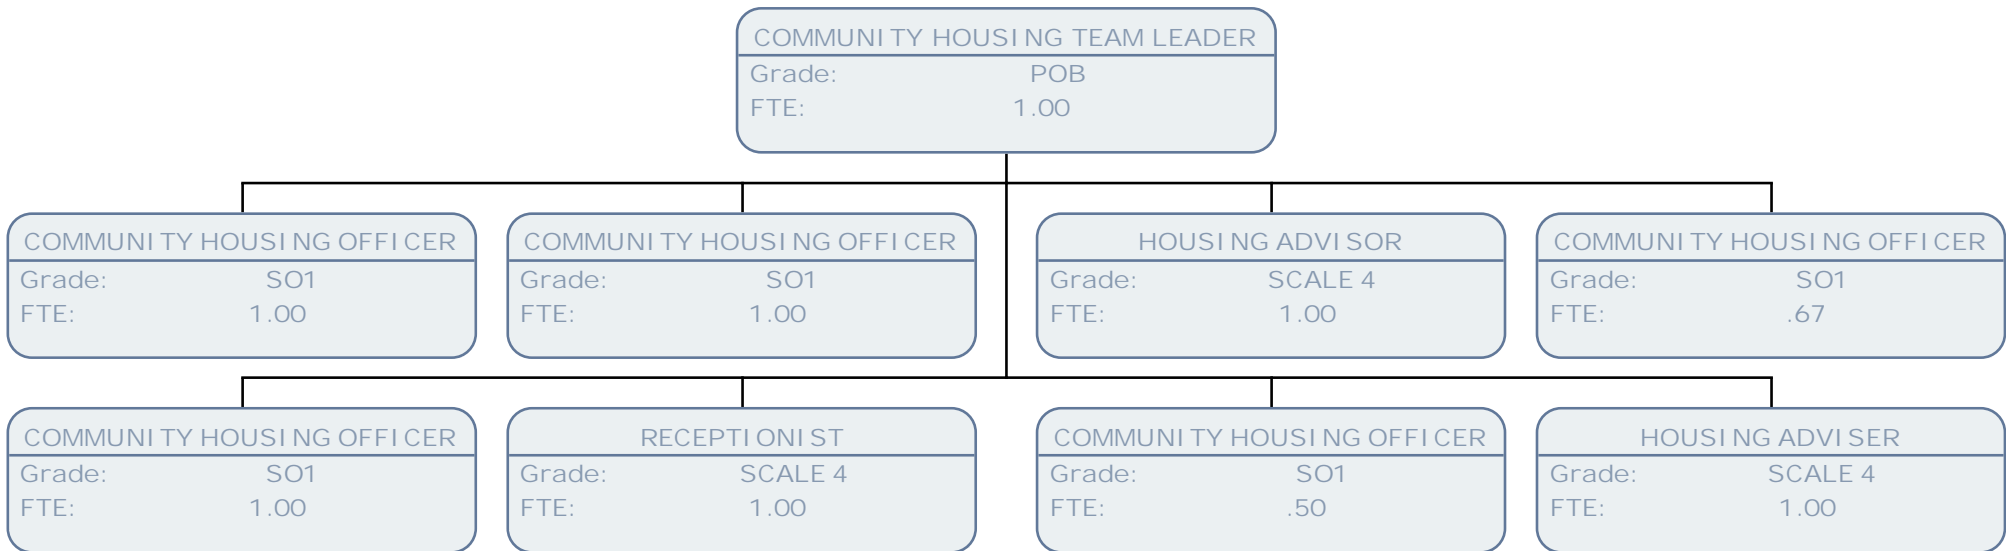 COMMUNITY HOUSING TEAM LEADER
Grade: POB
FTE: 1.00
COMMUNITY HOUSING OFFICER
Grade: SO1
FTE: 1.00
COMMUNITY HOUSING OFFICER
Grade: SO1
FTE: 1.00
HOUSING ADVISOR
Grade: SCALE 4
FTE: 1.00
COMMUNITY HOUSING OFFICER
Grade: SO1
FTE: .67
COMMUNITY HOUSING OFFICER
Grade: SO1
FTE: 1.00
RECEPTIONIST
Grade: SCALE 4
FTE: 1.00
COMMUNITY HOUSING OFFICER
Grade: SO1
FTE: .50
HOUSING ADVISER
Grade: SCALE 4
FTE: 1.00